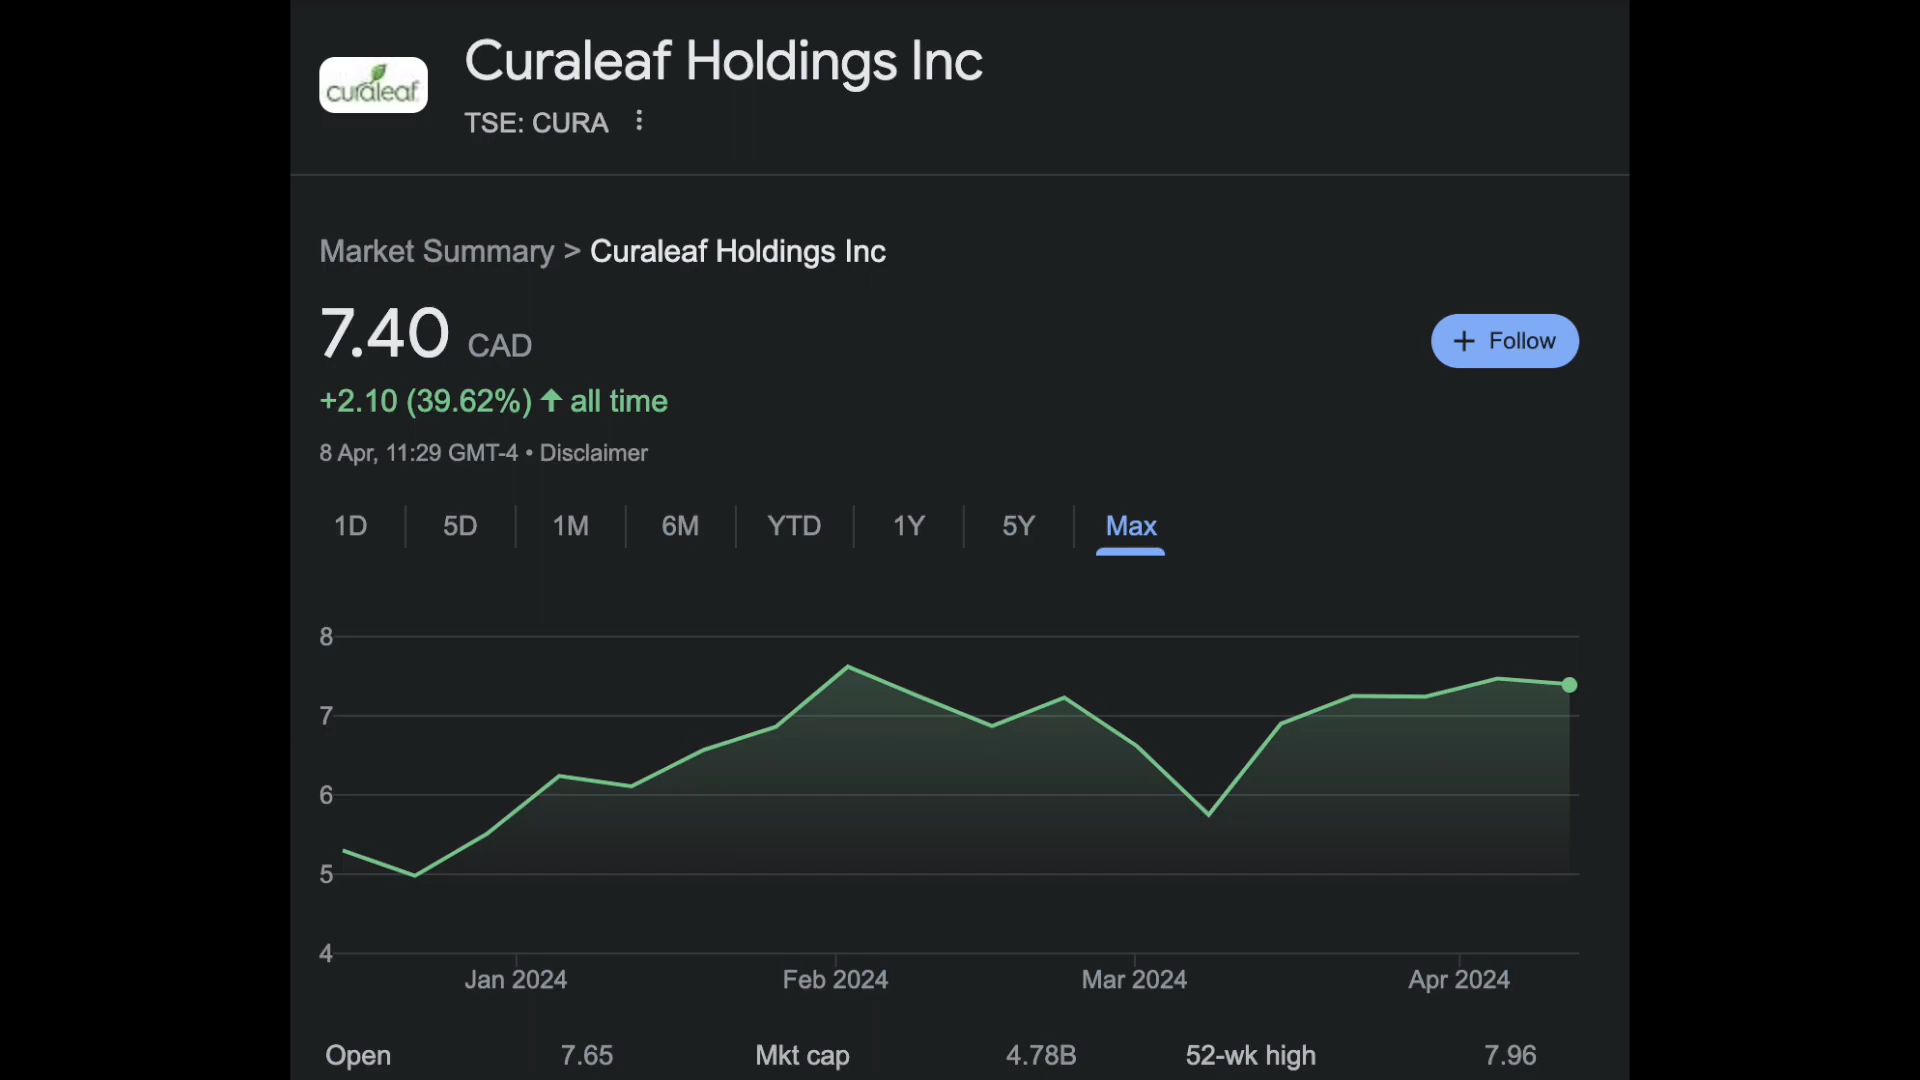 curaleaf
Curaleaf Holdings Inc
TSE: CURA
Market Summary > Curaleaf Holdings Inc
7.40 CAD
+ Follow
+2.10 (39.62%) ↑ all time
8 Apr, 11:29 GMT-4 • Disclaimer
1D 5D 1M 6M YTD 1Y 5Y Max
8
7
6
5
4
Jan 2024 Feb 2024 Mar 2024 Apr 2024
Open 7.65 Mkt cap 4.78B 52-wk high 7.96